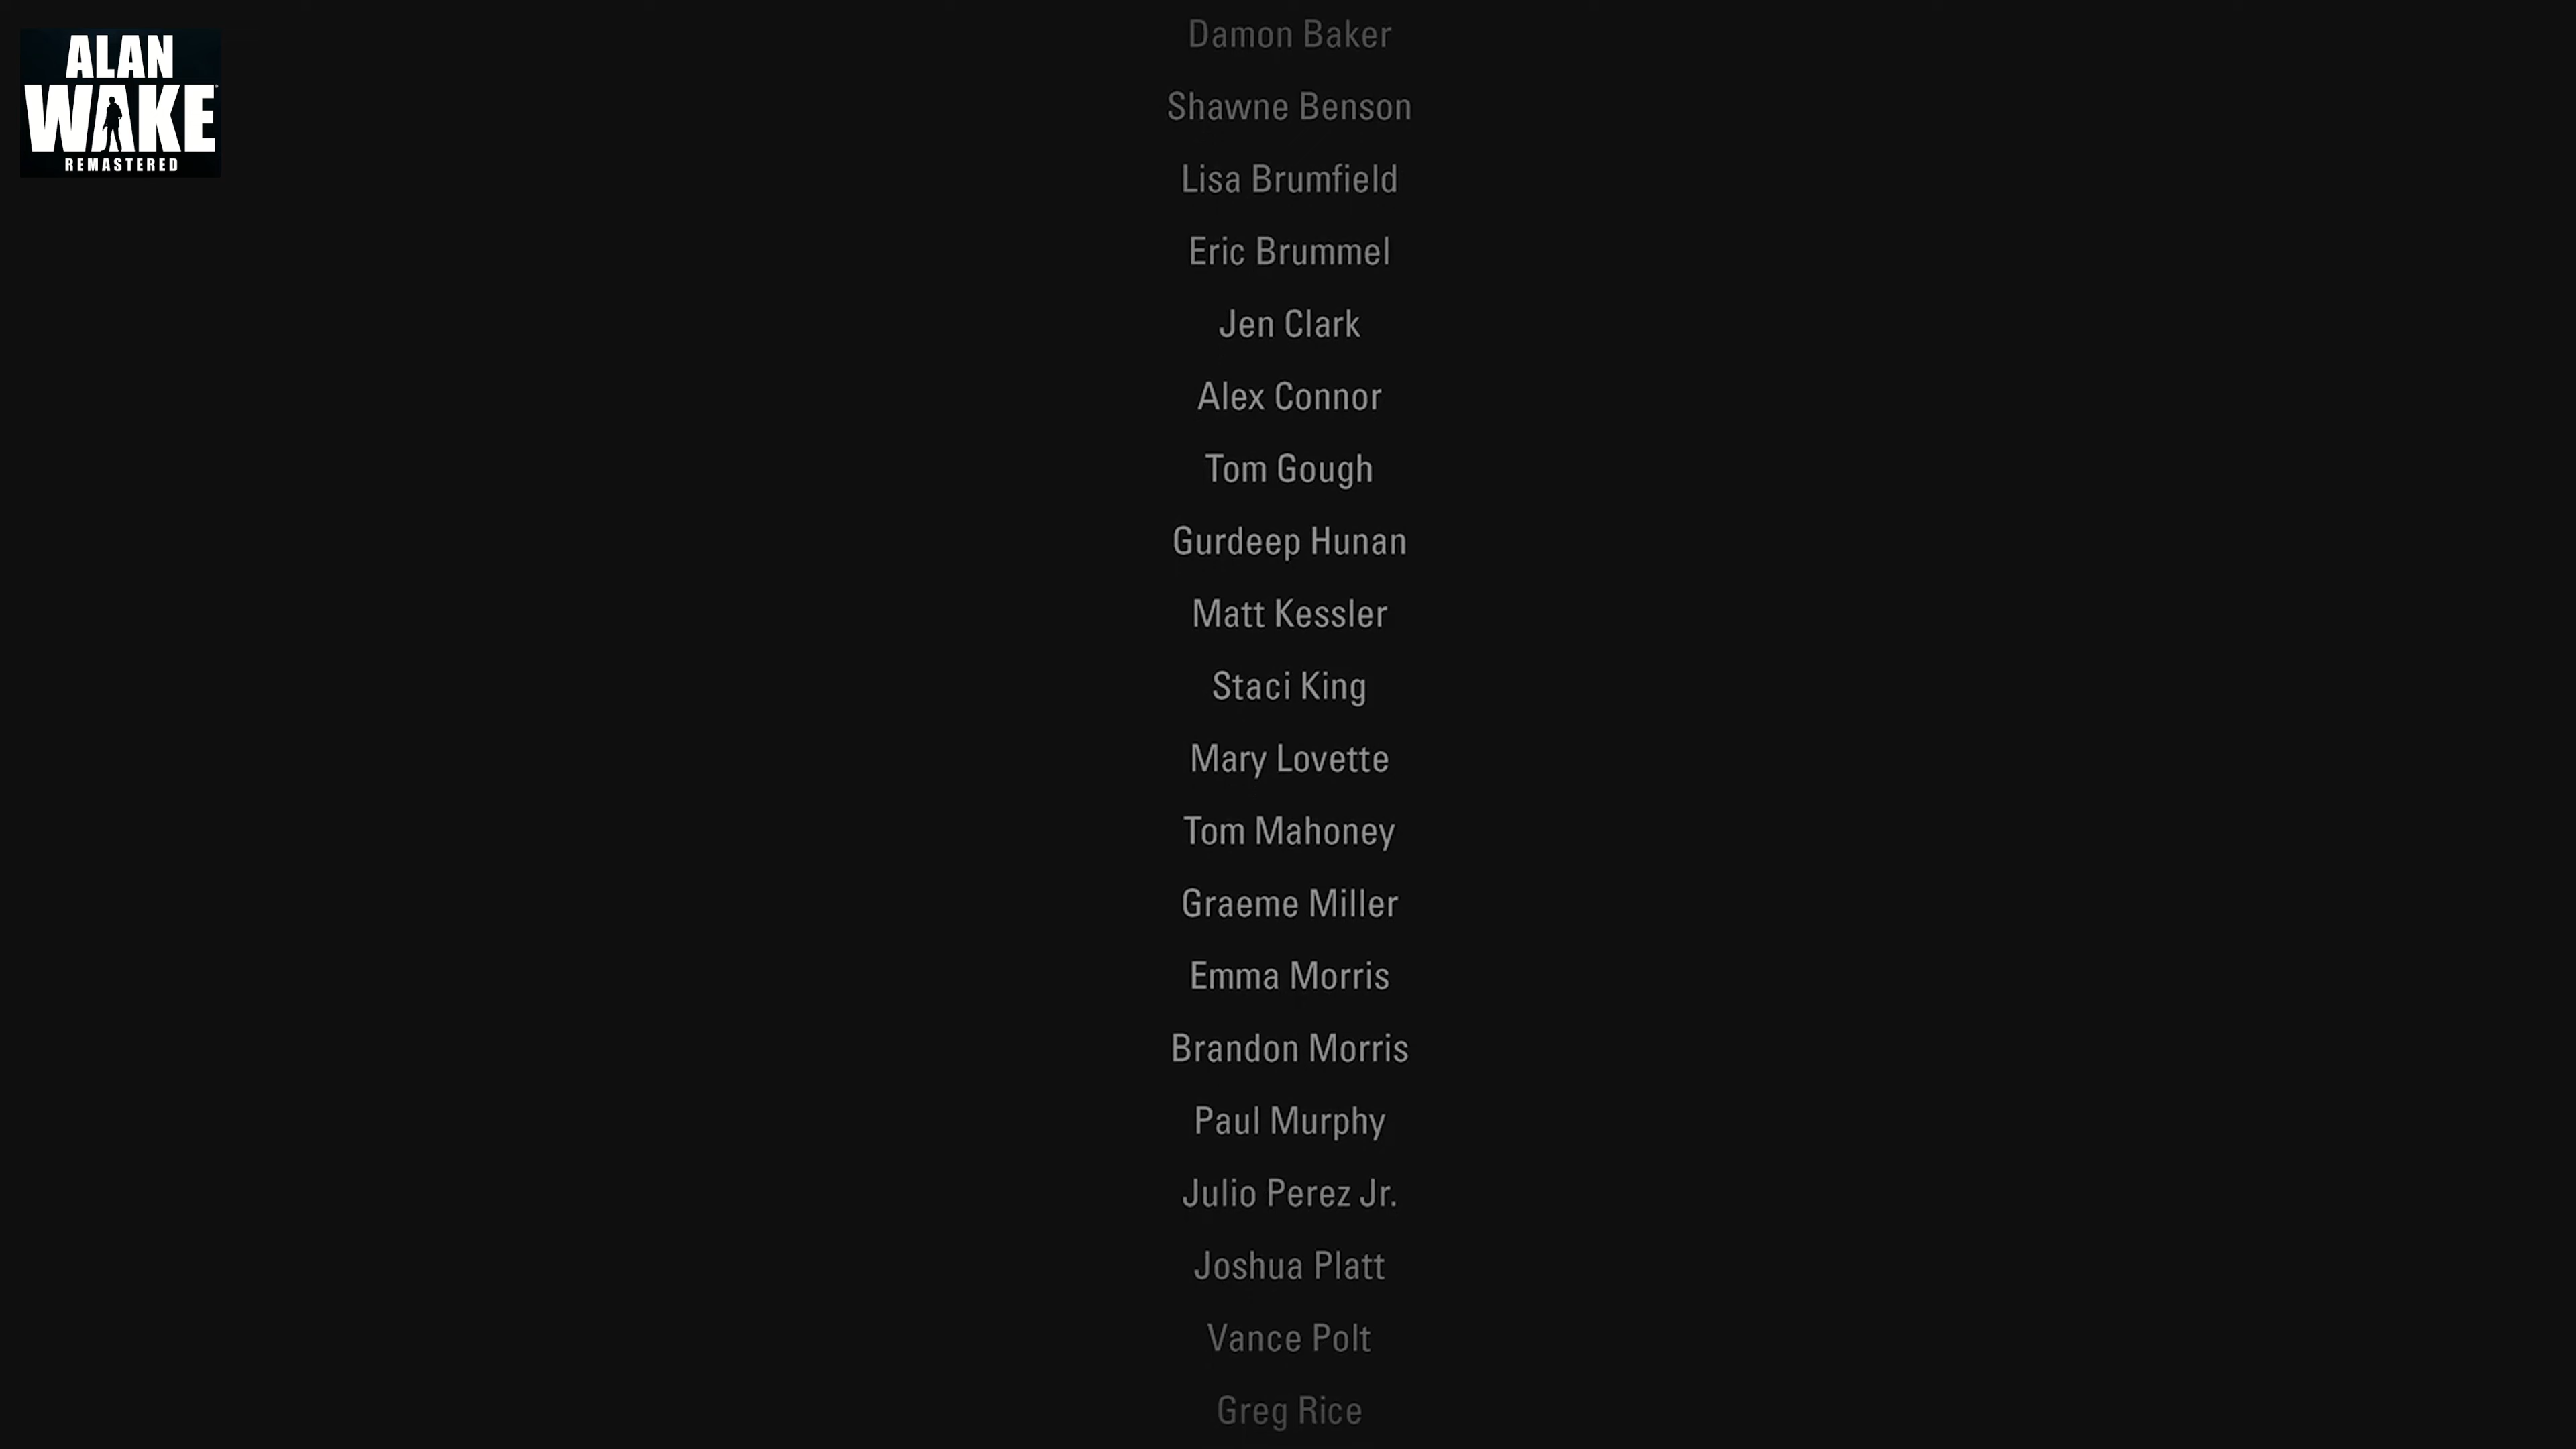 ALAN
WAKE
REMASTERED
Damon Baker
Shawne Benson
Lisa Brumfield
Eric Brummel
Jen Clark
Alex Connor
Tom Gough
Gurdeep Hunan
Matt Kessler
Staci King
Mary Lovette
Tom Mahoney
Graeme Miller
Emma Morris
Brandon Morris
Paul Murphy
Julio Perez Jr.
Joshua Platt
Vance Polt
Greg Rice